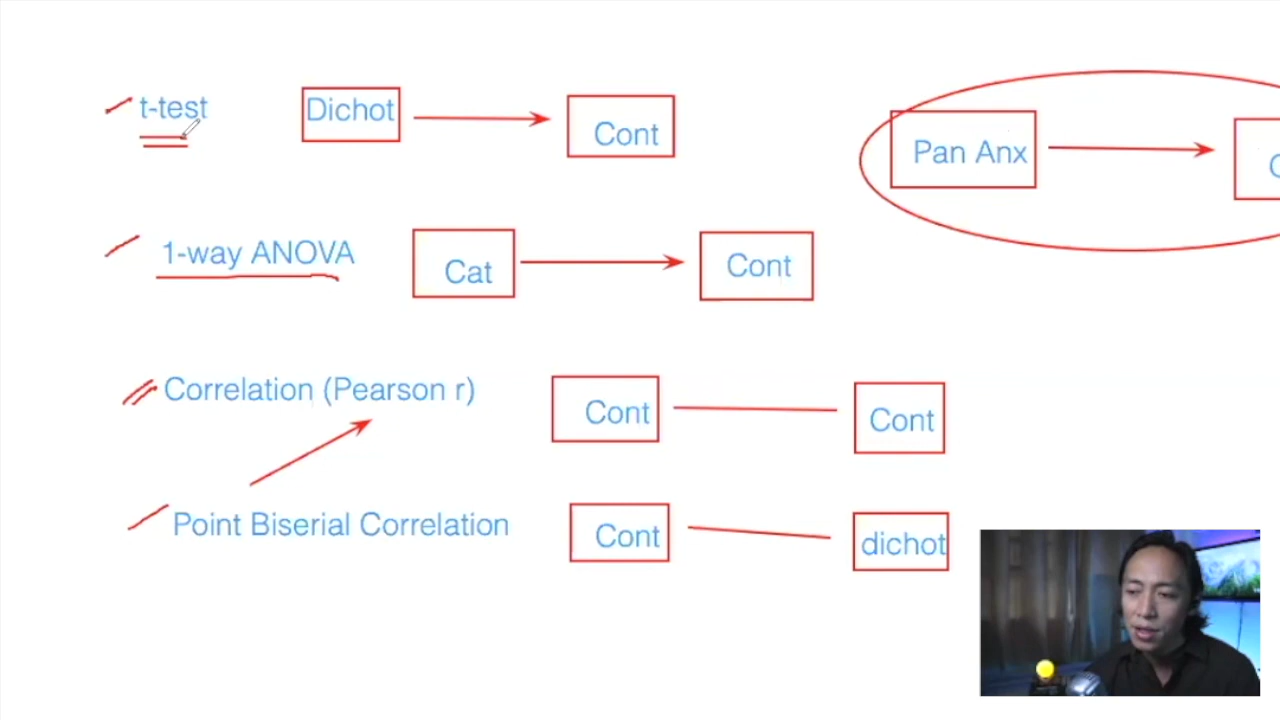 t-test Dichot Cont
Pan Anx
1-way ANOVA Cat Cont
Correlation (Pearson r) Cont Cont
Point Biserial Correlation Cont dichot